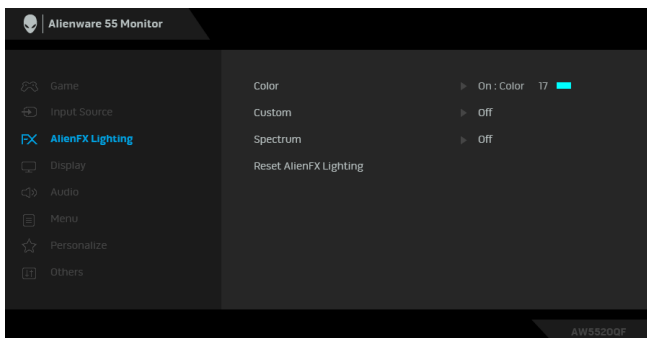 Alienware 55 Monitor
Game
Color
On : Color 17
Input Source
Custom
Off
FX AlienFX Lighting
Spectrum
Off
Display
Reset AlienFX Lighting
Audio
Menu
Personalize
Others
AW5520QF